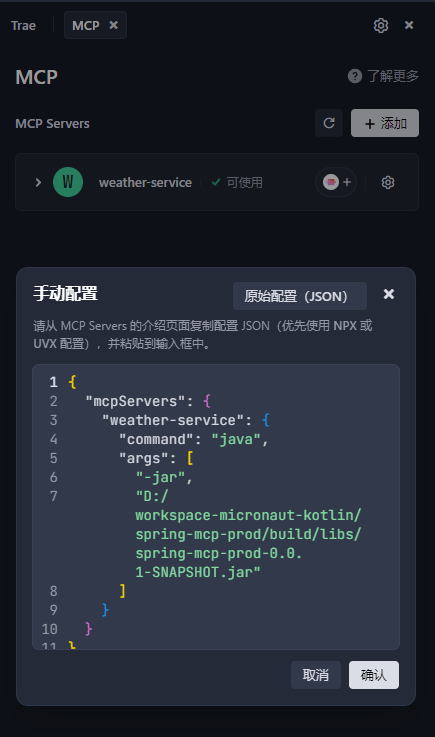 Trae
MCP
MCP
了解更多
MCP Servers
添加
W
weather-service
可使用
手动配置
原始配置（JSON）
请从 MCP Servers 的介绍页面复制配置 JSON（优先使用 NPX 或
UVX 配置），并粘贴到输入框中。
1 {
2 "mcpServers": {
3 "weather-service": {
4 "command": "java",
5 "args": [
6 "-jar",
7 "D:/
workspace-micronaut-kotlin/
spring-mcp-prod/build/libs/
spring-mcp-prod-0.0.
1-SNAPSHOT.jar"
8 ]
9 }
10 }
11 }
取消
确认